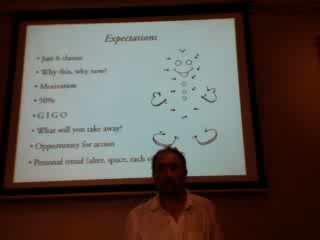 Expectations
• Just 6 classes
• Why this, why now?
• Motivation
• 50%
• G I G O
• What will you take away?
• Opportunity for action
• Personal ritual (alter, space, each